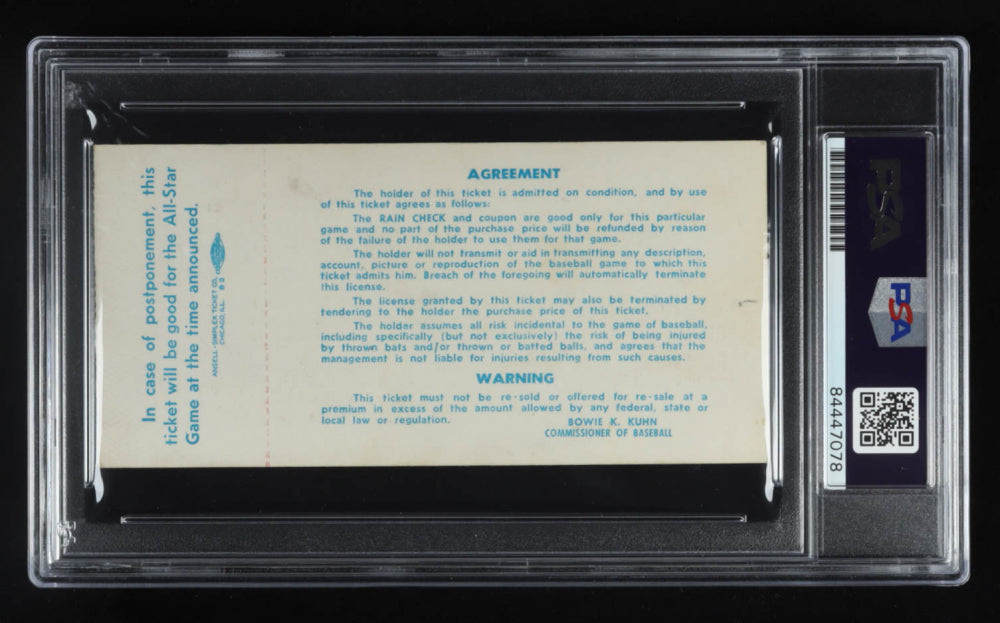 In case of postponement, this
ticket will be good for the All-Star
Game at the time announced.
ANSELL-SIMPLEX TICKET CO.
CHICAGO, ILL. 82
AGREEMENT
The holder of this ticket is admitted on condition, and by use
of this ticket agrees as follows:
The RAIN CHECK and coupon are good only for this particular
game and no part of the purchase price will be refunded by reason
of the failure of the holder to use them for that game.
The holder will not transmit or aid in transmitting any description,
account, picture or reproduction of the baseball game to which this
ticket admits him. Breach of the foregoing will automatically terminate
this license.
The license granted by this ticket may also be terminated by
tendering to the holder the purchase price of this ticket.
The holder assumes all risk incidental to the game of baseball,
including specifically (but not exclusively) the risk of being injured
by thrown bats and/or thrown or batted balls, and agrees that the
management is not liable for injuries resulting from such causes.
WARNING
This ticket must not be re-sold or offered for re-sale at a
premium in excess of the amount allowed by any federal, state or
local law or regulation.
BOWIE K. KUHN
COMMISSIONER OF BASEBALL
PSA
PSA
84447078